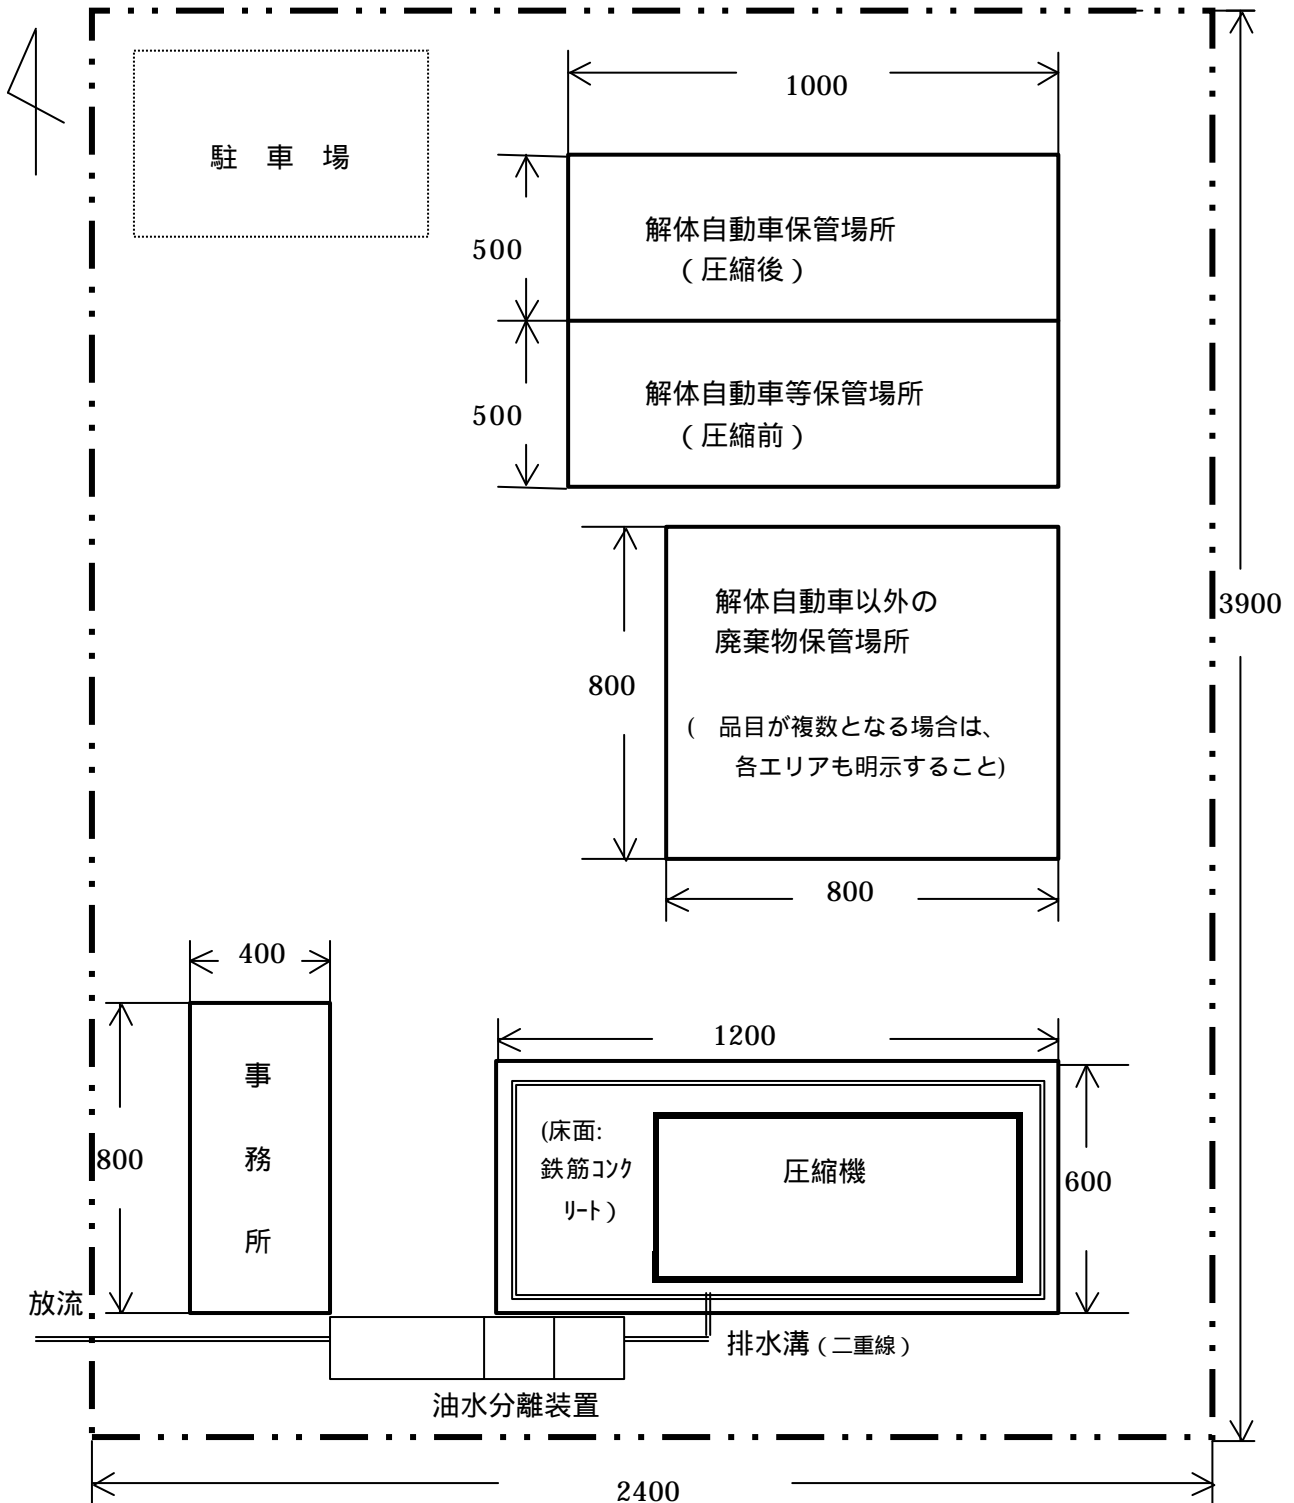 1000
駐 車 場
解体自動車保管場所
(圧縮後)
500
解体自動車等保管場所
(圧縮前)
500
解体自動車以外の
廃棄物保管場所
( 品目が複数となる場合は、
各エリアも明示すること)
800
3900
800
400
事
務
所
800
1200
(床面:
鉄筋コンク
リート)
圧縮機
600
放流
排水溝(二重線)
油水分離装置
2400